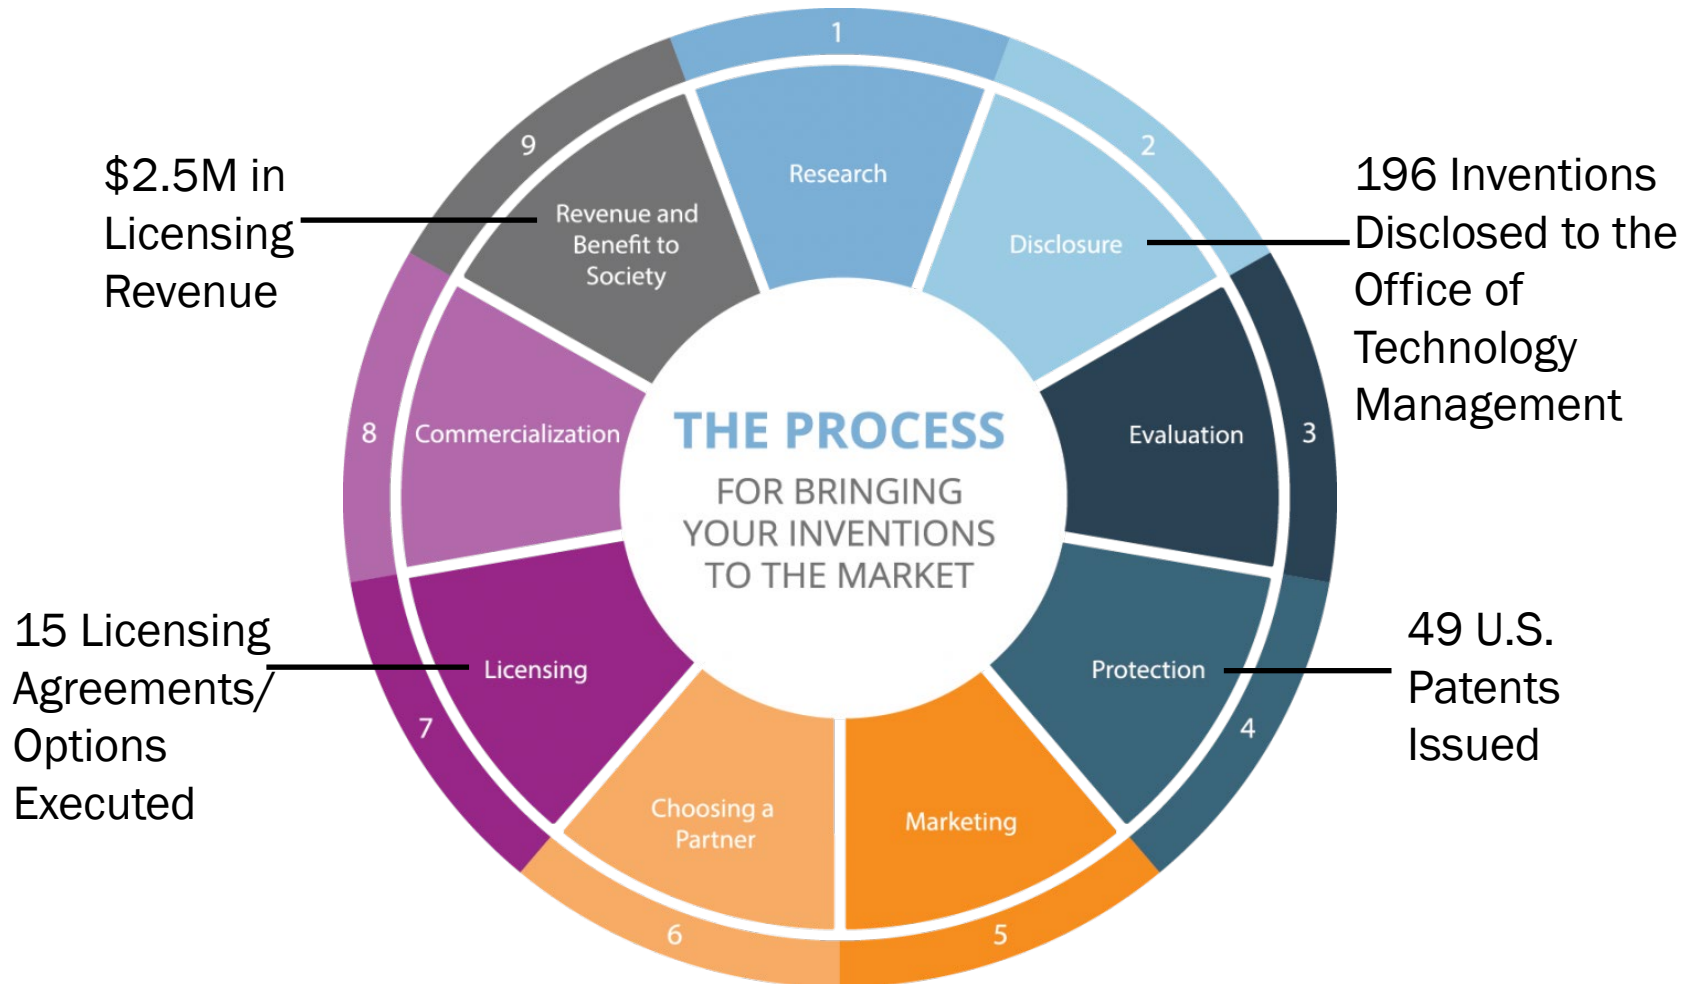 1
Research
2
Disclosure
196 Inventions
Disclosed to the
Office of
Technology
Management
3
Evaluation
4
Protection
49 U.S.
Patents
Issued
5
Marketing
6
Choosing a
Partner
7
Licensing
15 Licensing
Agreements/
Options
Executed
8
Commercialization
9
Revenue and
Benefit to
Society
$2.5M in
Licensing
Revenue
THE PROCESS
FOR BRINGING
YOUR INVENTIONS
TO THE MARKET